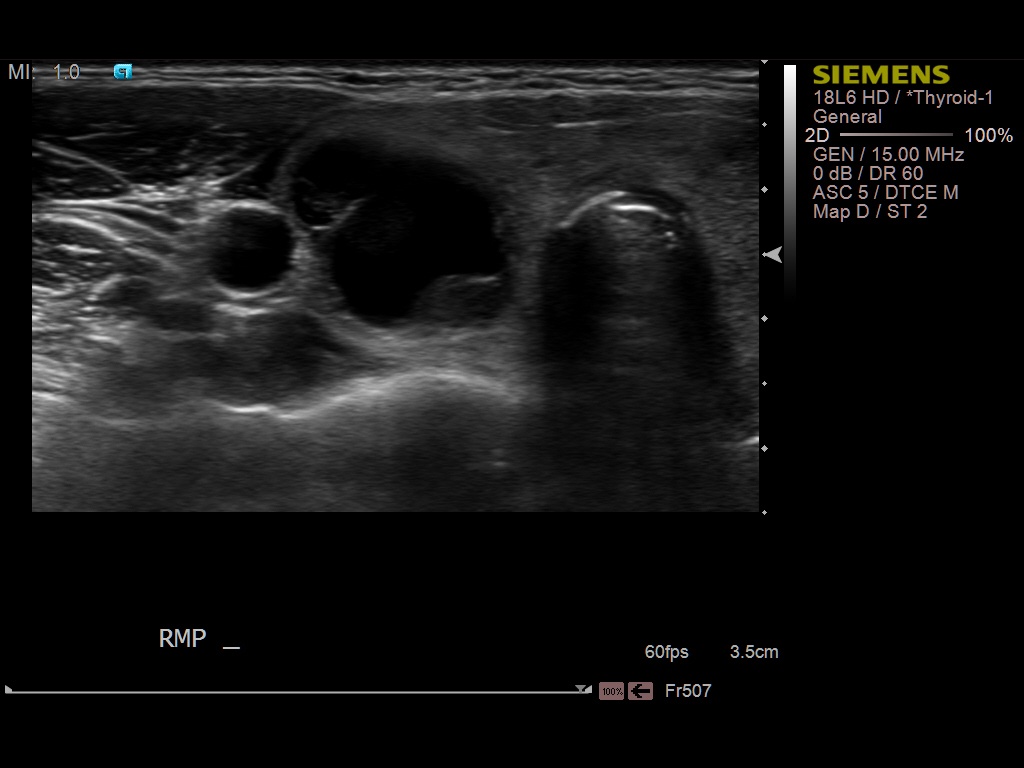 MI: 1.0
SIEMENS
18L6 HD / *Thyroid-1
General
2D 100%
GEN / 15.00 MHz
0 dB / DR 60
ASC 5 / DTCE M
Map D / ST 2
RMP _
60fps 3.5cm
100% Fr507